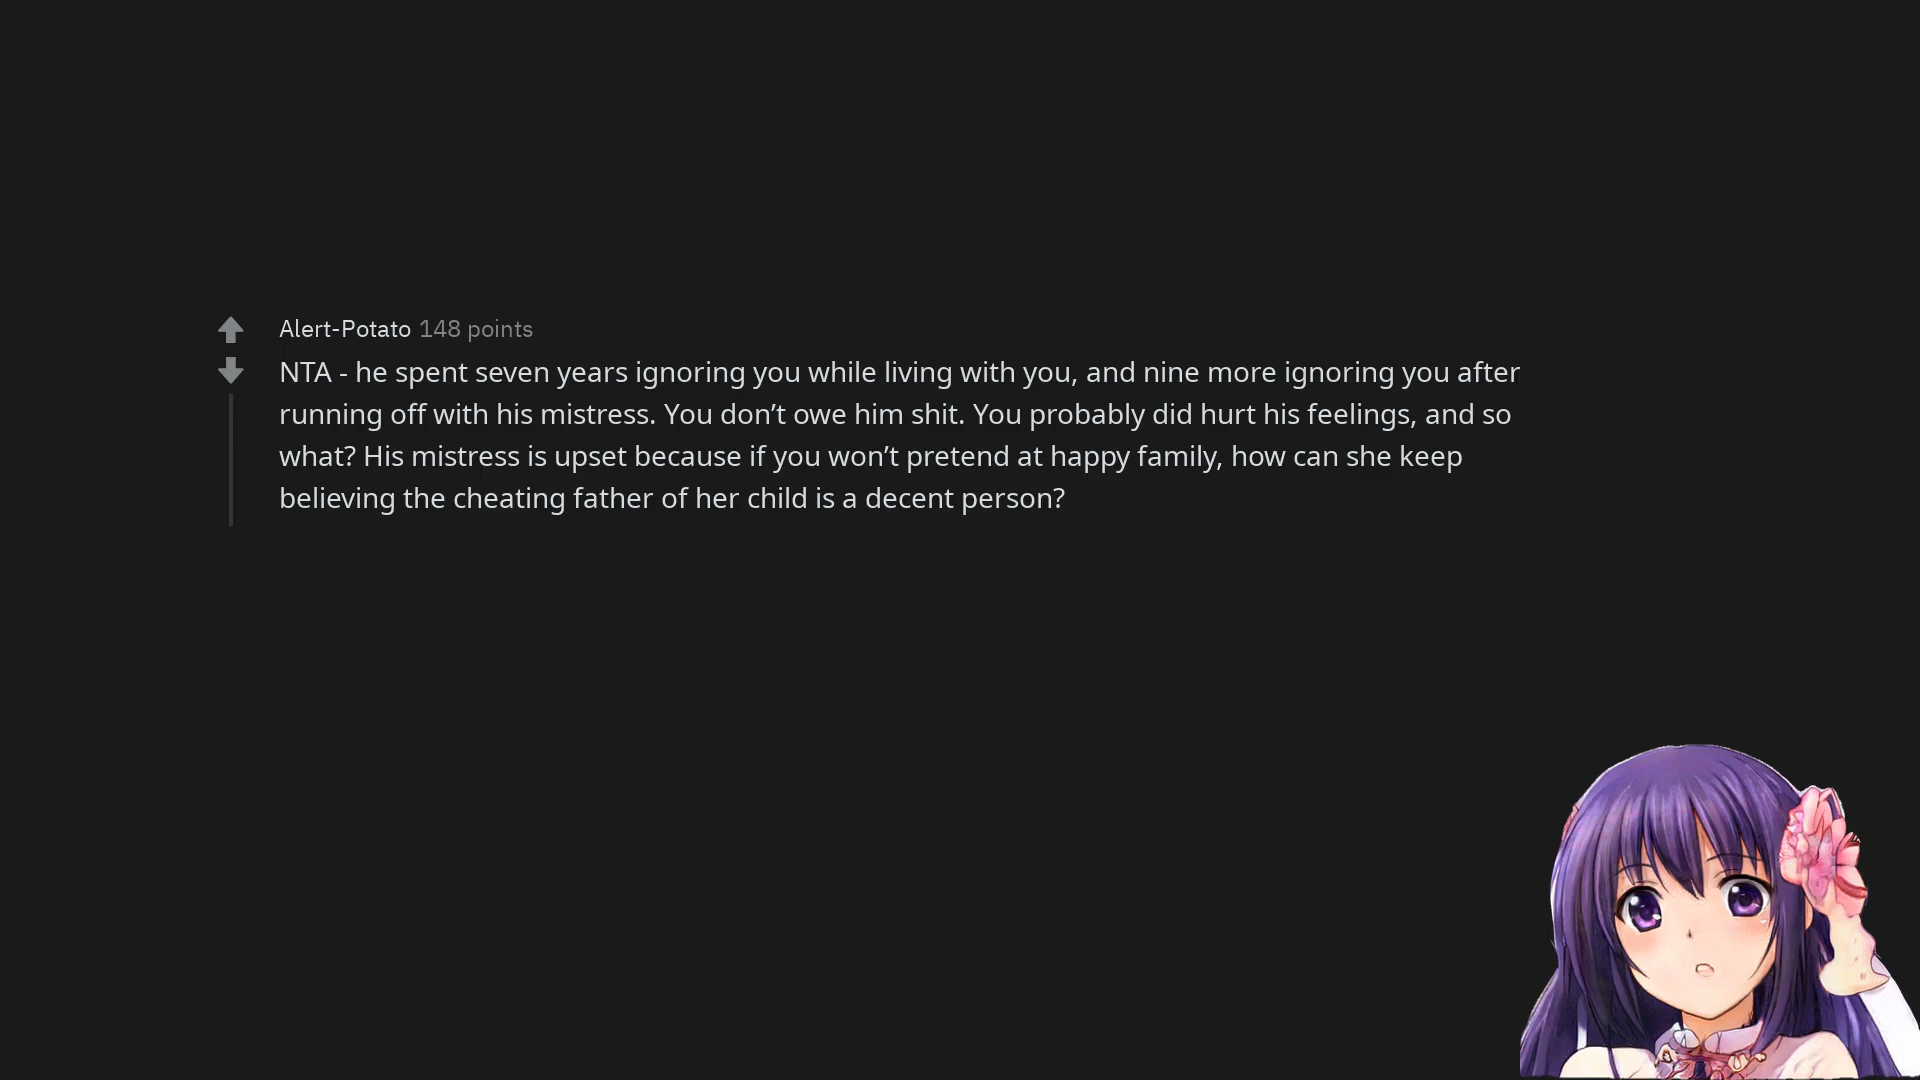 Alert-Potato 148 points
NTA - he spent seven years ignoring you while living with you, and nine more ignoring you after
running off with his mistress. You don’t owe him shit. You probably did hurt his feelings, and so
what? His mistress is upset because if you won’t pretend at happy family, how can she keep
believing the cheating father of her child is a decent person?